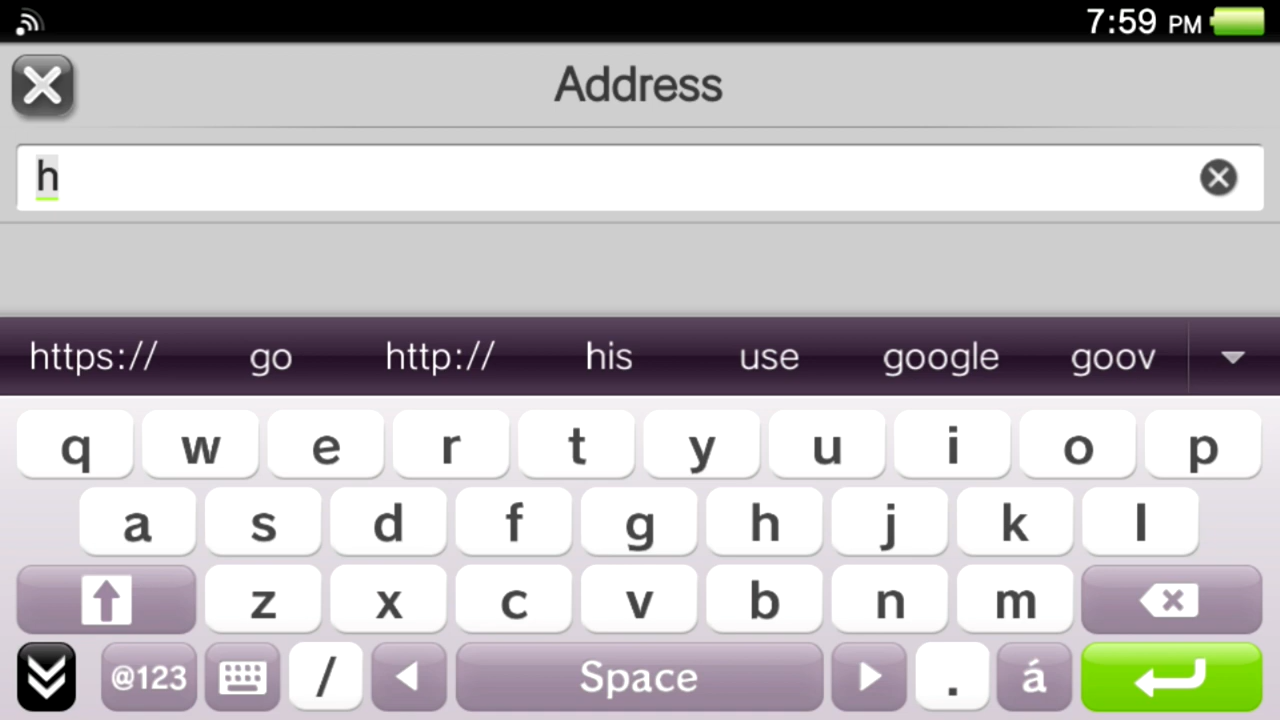 7:59 PM
Address
h
https:// go http:// his use google goov
q w e r t y u i o p
a s d f g h j k l
z x c v b n m
@123 / Space . á